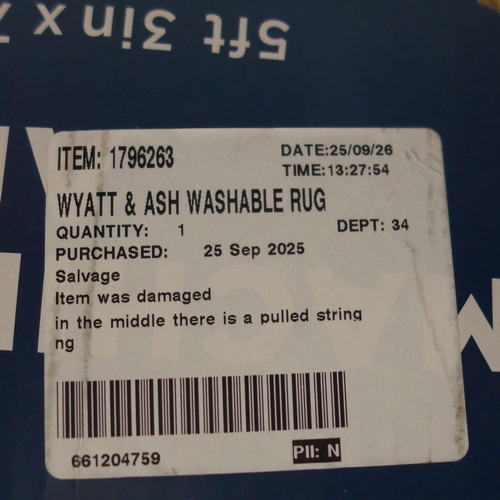 5ft 3in x 7
ITEM: 1796263
DATE:25/09/26
TIME:13:27:54
WYATT & ASH WASHABLE RUG
QUANTITY: 1
DEPT: 34
PURCHASED: 25 Sep 2025
Salvage
Item was damaged
in the middle there is a pulled string
ng
661204759
PII: N